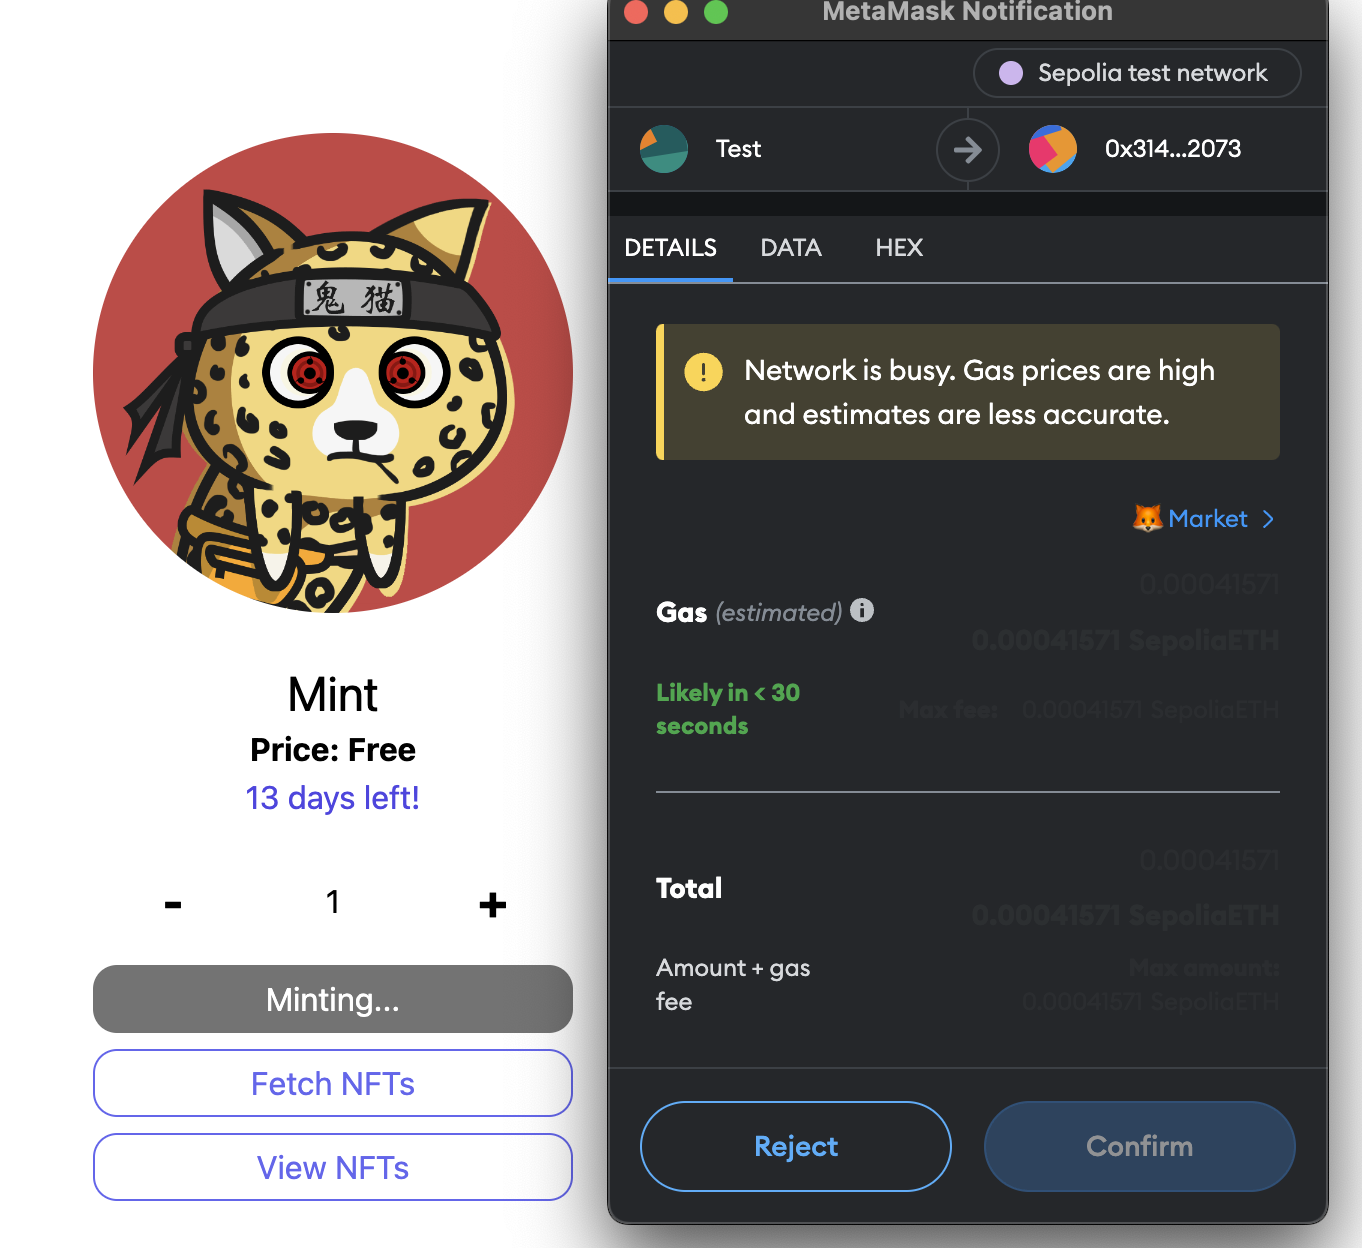 鬼 猫
Mint
Price: Free
13 days left!
- 1 +
Minting...
Fetch NFTs
View NFTs
MetaMask Notification
Sepolia test network
Test
0x314...2073
DETAILS DATA HEX
Network is busy. Gas prices are high
and estimates are less accurate.
Market >
0.00041571
Gas (estimated)
0.00041571 SepoliaETH
Likely in < 30
seconds
Max fee: 0.00041571 SepoliaETH
0.00041571
Total
0.00041571 SepoliaETH
Amount + gas
fee
Max amount:
0.00041571 SepoliaETH
Reject
Confirm